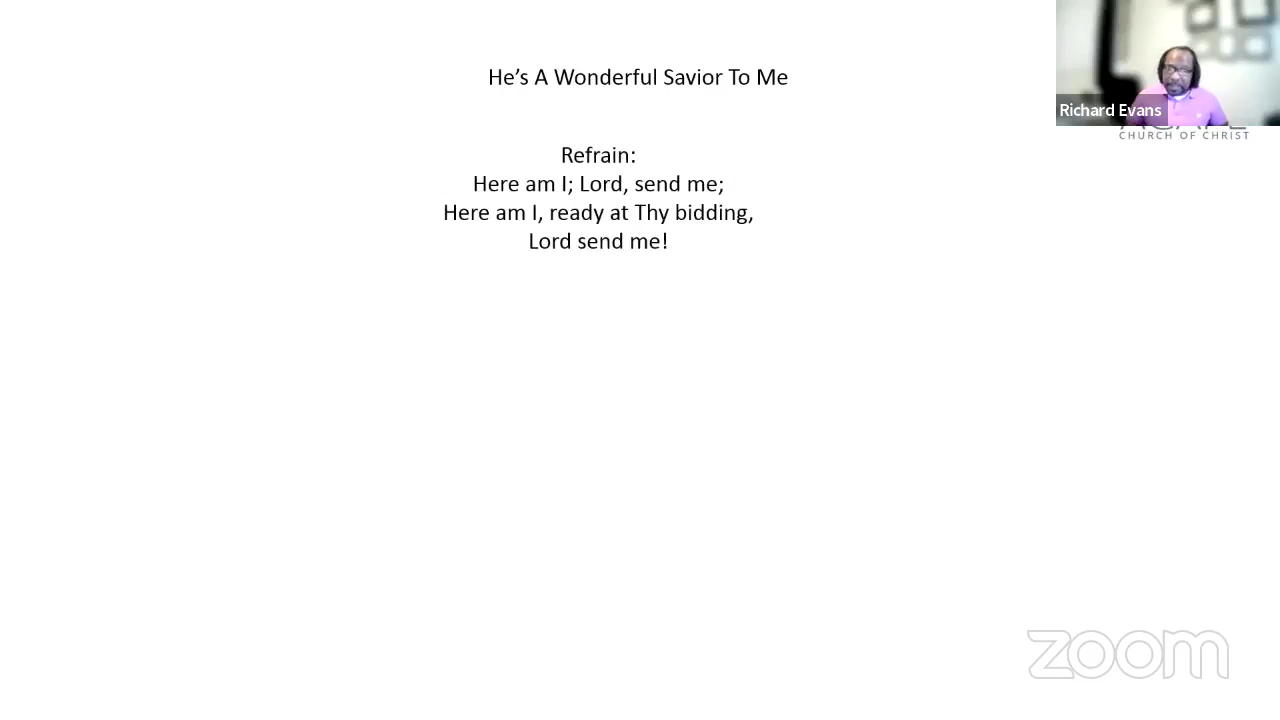 He’s A Wonderful Savior To Me
Refrain:
Here am I; Lord, send me;
Here am I, ready at Thy bidding,
Lord send me!
Richard Evans
CHURCH OF CHRIST
zoom